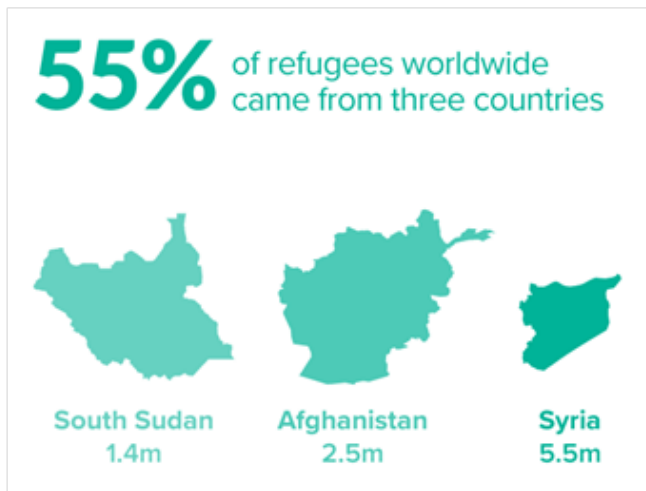 55% of refugees worldwide
came from three countries
South Sudan
1.4m
Afghanistan
2.5m
Syria
5.5m